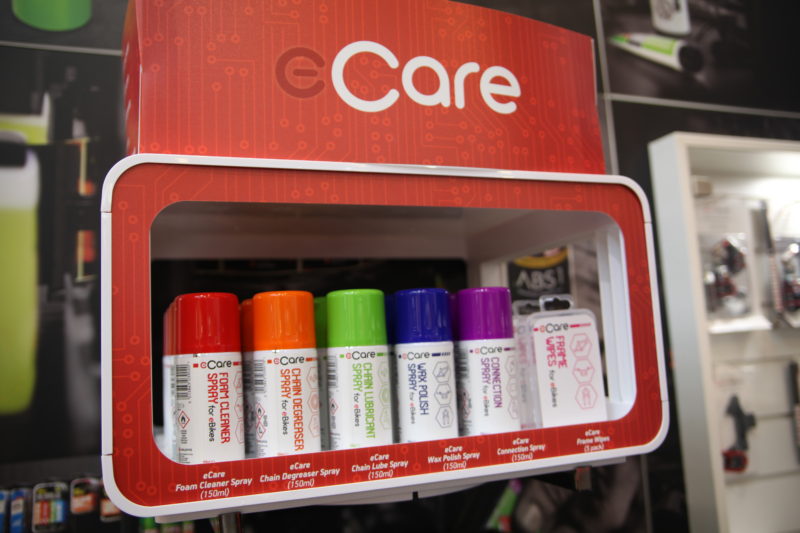 eCare
ABS!
eCare
FOAM CLEANER
SPRAY for eBikes
eCare
CHAIN DEGREASER
SPRAY for eBikes
eCare
CHAIN LUBRICANT
SPRAY for eBikes
eCare
WAX POLISH
SPRAY for eBikes
eCare
CONNECTION
SPRAY for eBikes
eCare
FRAME
WIPES for eBikes
eCare
Foam Cleaner Spray
(150ml)
eCare
Chain Degreaser Spray
(150ml)
eCare
Chain Lube Spray
(150ml)
eCare
Wax Polish Spray
(150ml)
eCare
Connection Spray
(150ml)
eCare
Frame Wipes
(5 pack)